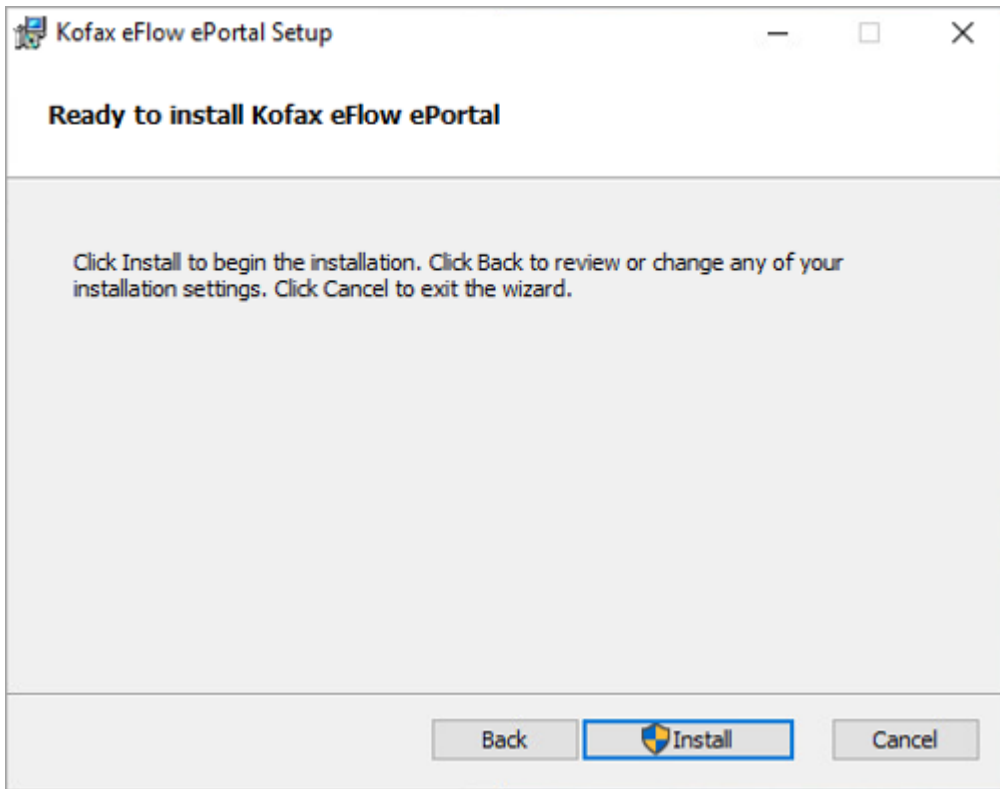 Kofax eFlow ePortal Setup
Ready to install Kofax eFlow ePortal
Click Install to begin the installation. Click Back to review or change any of your
installation settings. Click Cancel to exit the wizard.
Back
Install
Cancel